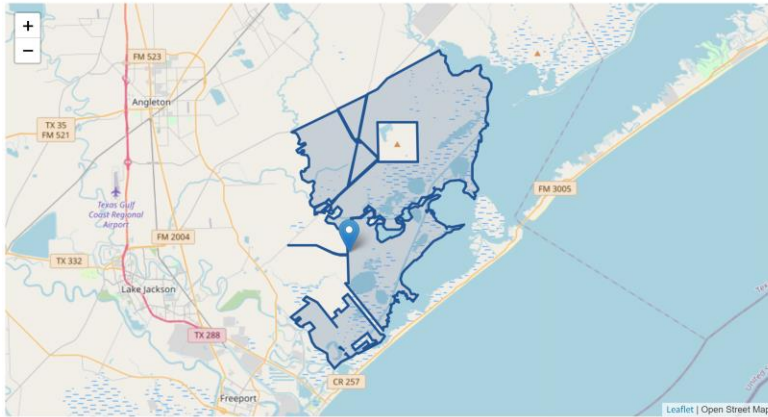 +
−
FM 523
Angleton
TX 35
FM 521
Texas Gulf
Coast Regional
Airport
FM 3005
FM 2004
TX 332
Lake Jackson
TX 288
CR 257
Freeport
Leaflet | Open Street Map